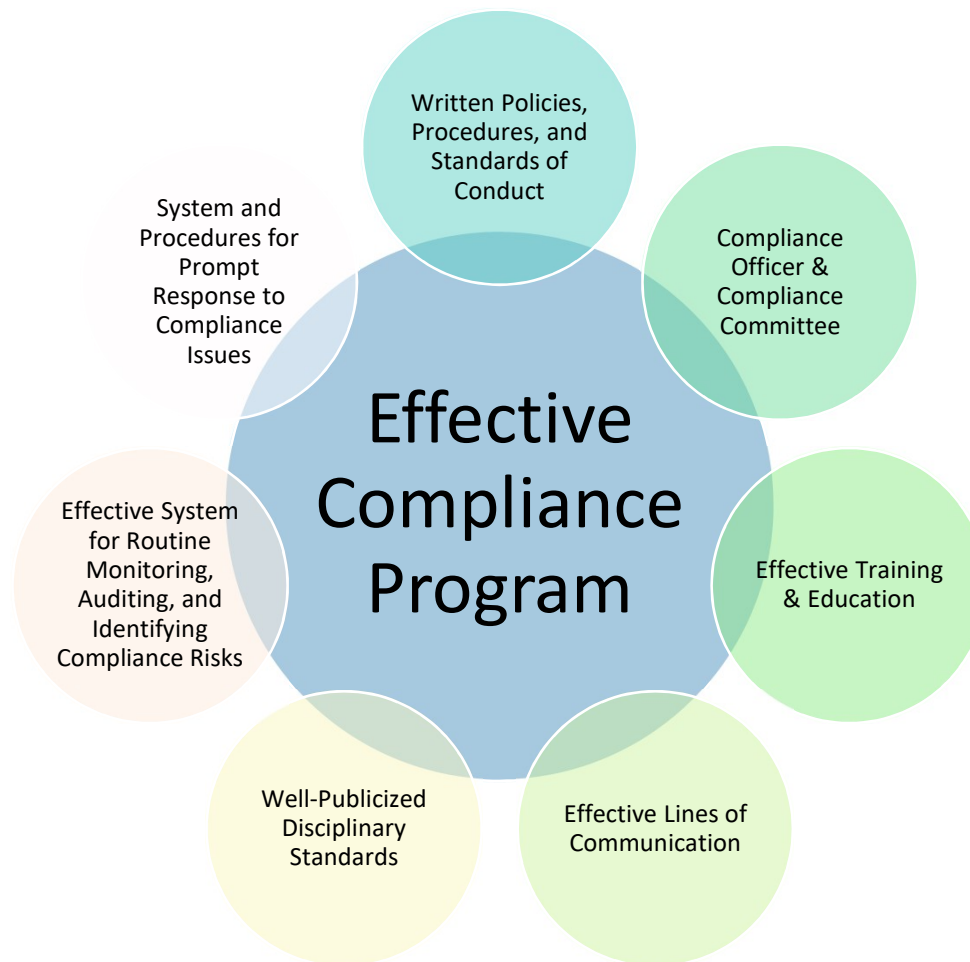 Written Policies,
Procedures, and
Standards of
Conduct
Compliance
Officer &
Compliance
Committee
Effective Training
& Education
Effective Lines of
Communication
Well-Publicized
Disciplinary
Standards
Effective System
for Routine
Monitoring,
Auditing, and
Identifying
Compliance Risks
System and
Procedures for
Prompt
Response to
Compliance
Issues
Effective
Compliance
Program